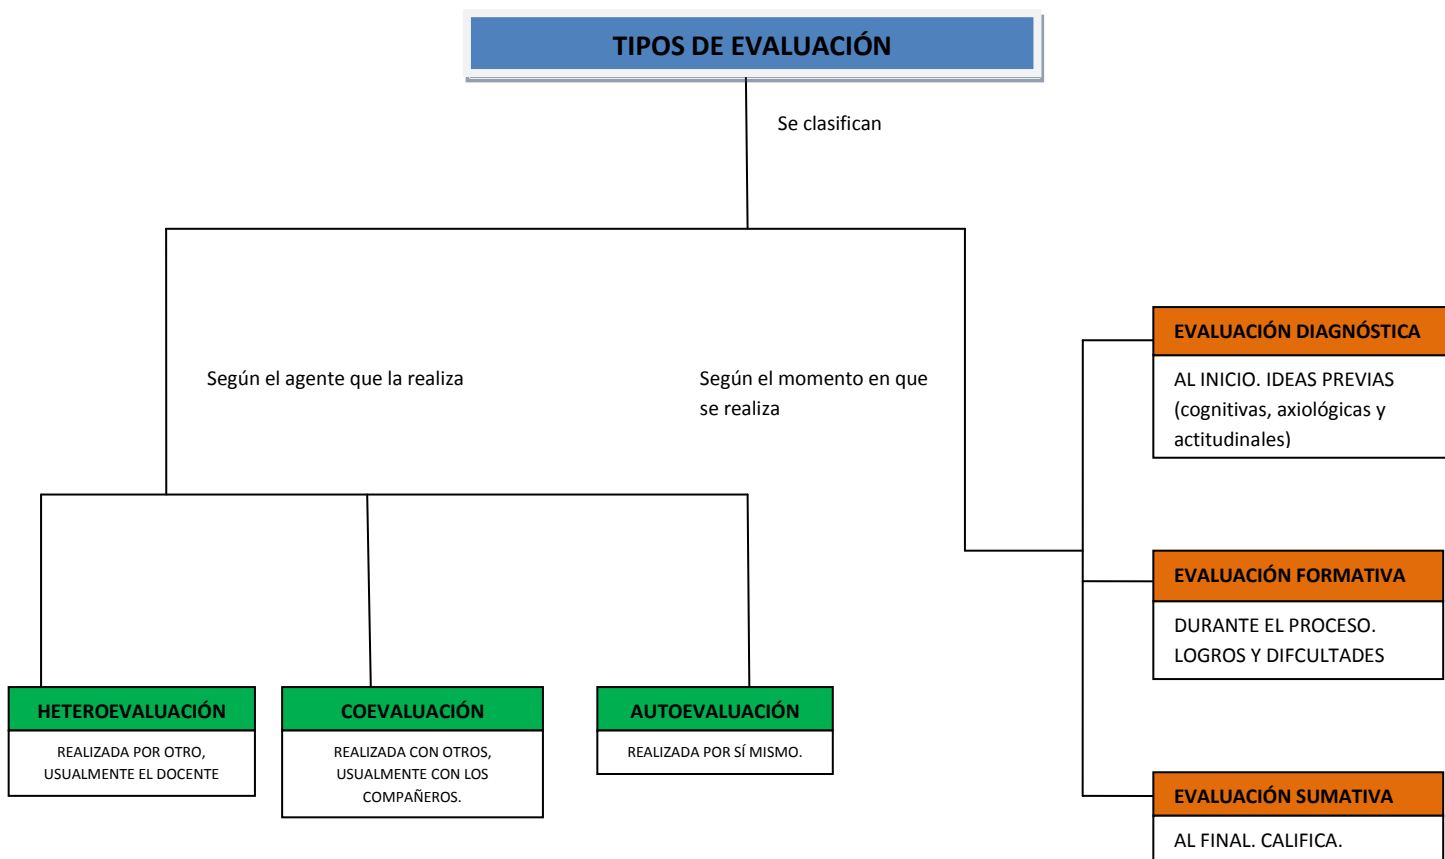 TIPOS DE EVALUACIÓN
Se clasifican
Según el agente que la realiza
Según el momento en que
se realiza
HETEROEVALUACIÓN
REALIZADA POR OTRO,
USUALMENTE EL DOCENTE
COEVALUACIÓN
REALIZADA CON OTROS,
USUALMENTE CON LOS
COMPAÑEROS.
AUTOEVALUACIÓN
REALIZADA POR SÍ MISMO.
EVALUACIÓN DIAGNÓSTICA
AL INICIO. IDEAS PREVIAS
(cognitivas, axiológicas y
actitudinales)
EVALUACIÓN FORMATIVA
DURANTE EL PROCESO.
LOGROS Y DIFCULTADES
EVALUACIÓN SUMATIVA
AL FINAL. CALIFICA.